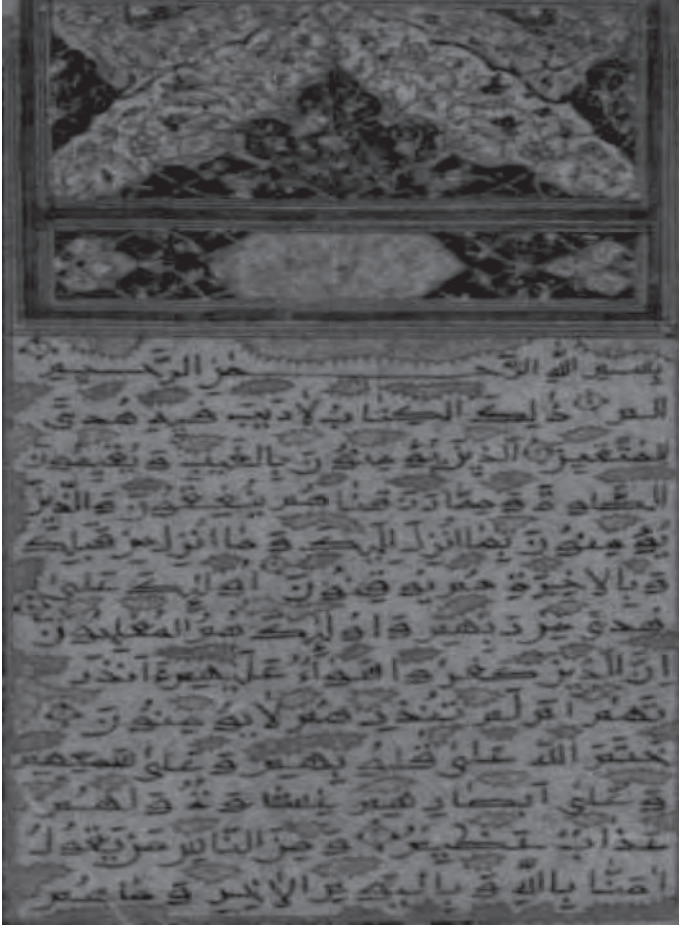 بسم الله الرحمن الرحيم
الم ذلك الكتاب لا ريب فيه هدى
للمتقين الذين يؤمنون بالغيب ويقيمون
الصلوة ومما رزقناهم ينفقون والذين
يؤمنون بما انزل اليك وما انزل من قبلك
وبالاخرة هم يوقنون اولئك على
هدى من ربهم واولئك هم المفلحون
ان الذين كفروا سواء عليهم ءانذر
تهم ام لم تنذرهم لا يؤمنون
ختم الله على قلوبهم وعلى سمعهم
وعلى ابصارهم غشاوة ولهم
عذاب عظيم ومن الناس من يقول
امنا بالله وباليوم الاخر وما هم